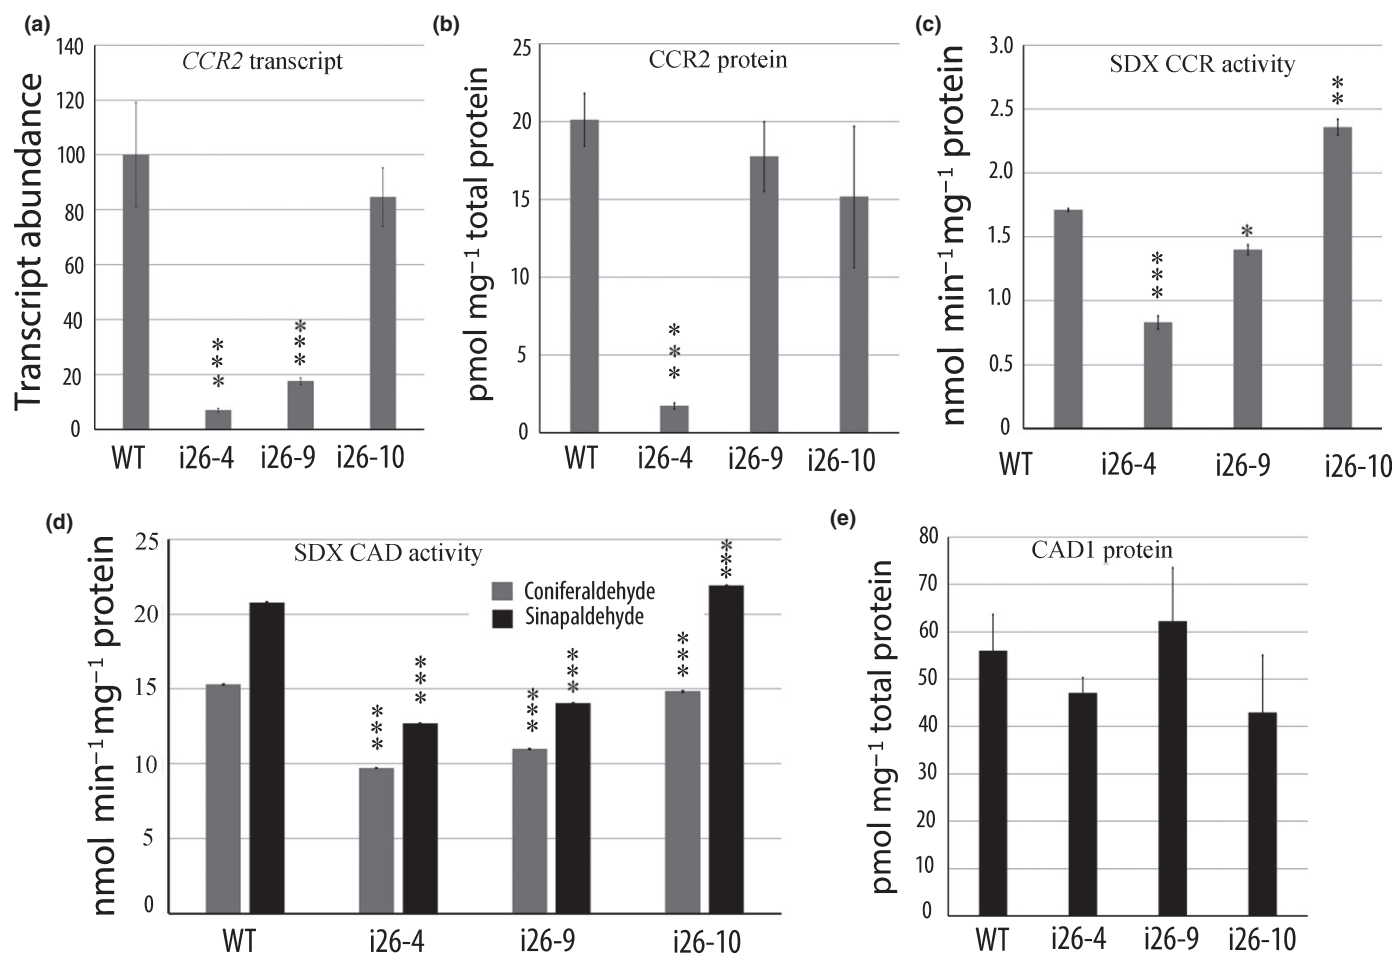 (a)
CCR2 transcript
Transcript abundance
140
120
100
80
60
40
20
0
***
***
WT i26-4 i26-9 i26-10
(b)
CCR2 protein
pmol mg⁻¹ total protein
25
20
15
10
5
0
***
WT i26-4 i26-9 i26-10
(c)
SDX CCR activity
nmol min⁻¹mg⁻¹ protein
3.0
2.5
2.0
1.5
1.0
0.5
0
***
*
**
WT i26-4 i26-9 i26-10
(d)
SDX CAD activity
nmol min⁻¹mg⁻¹ protein
25
20
15
10
5
0
Coniferaldehyde
Sinapaldehyde
***
***
***
***
***
***
WT i26-4 i26-9 i26-10
(e)
CAD1 protein
pmol mg⁻¹ total protein
80
70
60
50
40
30
20
10
0
WT i26-4 i26-9 i26-10